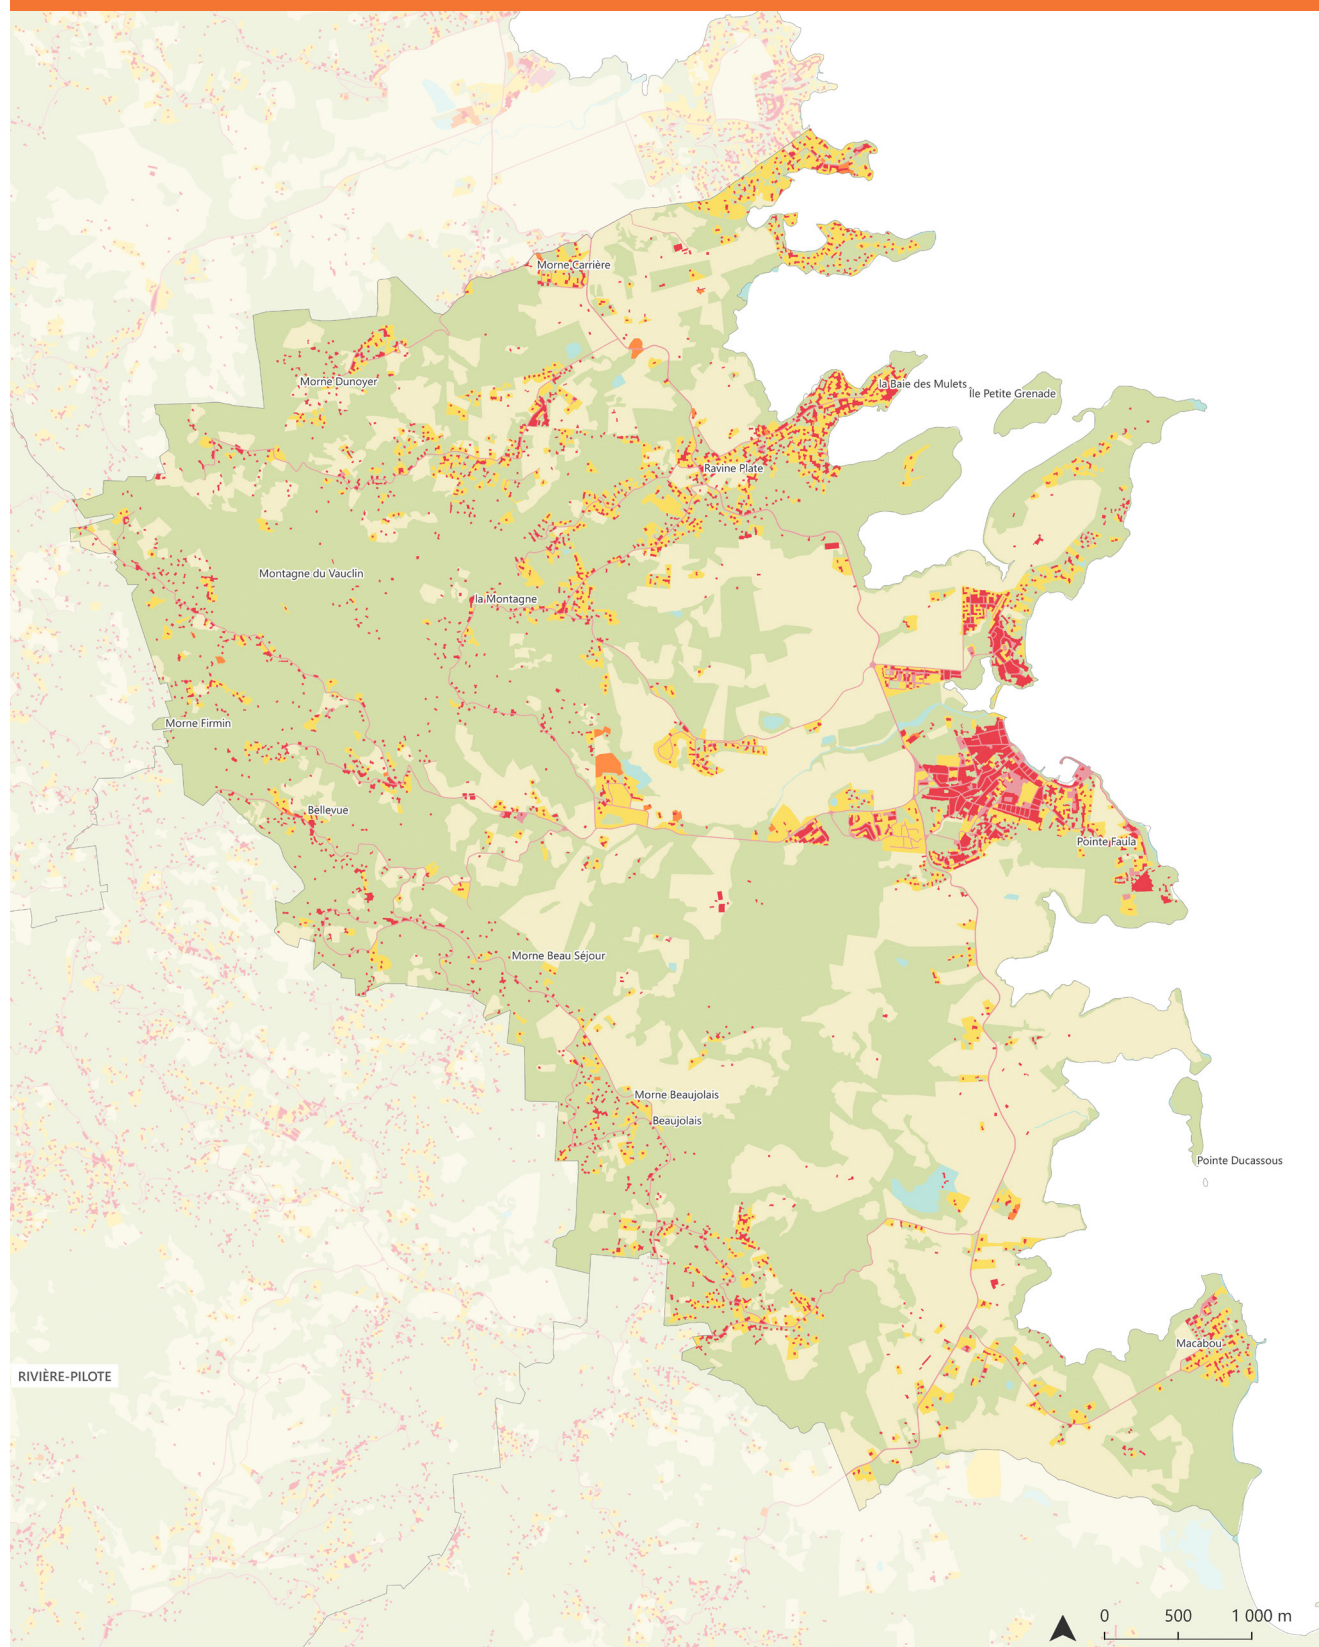 Morne Carrière
Morne Dunoyer
la Baie des Mulets
Île Petite Grenade
Ravine Plate
Montagne du Vauclin
la Montagne
Morne Firmin
Bellevue
Pointe Faula
Morne Beau Séjour
Morne Beaujolais
Beaujolais
Pointe Ducassous
Macabou
RIVIÈRE-PILOTE
0 500 1 000 m